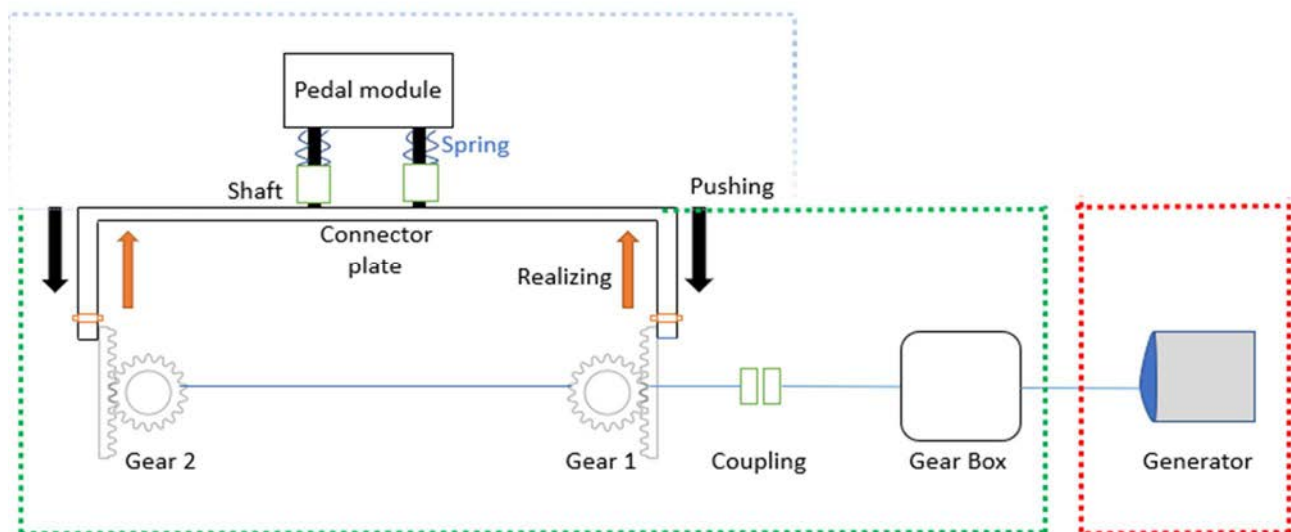 Pedal module
Spring
Shaft
Pushing
Connector
plate
Realizing
Gear 2
Gear 1
Coupling
Gear Box
Generator